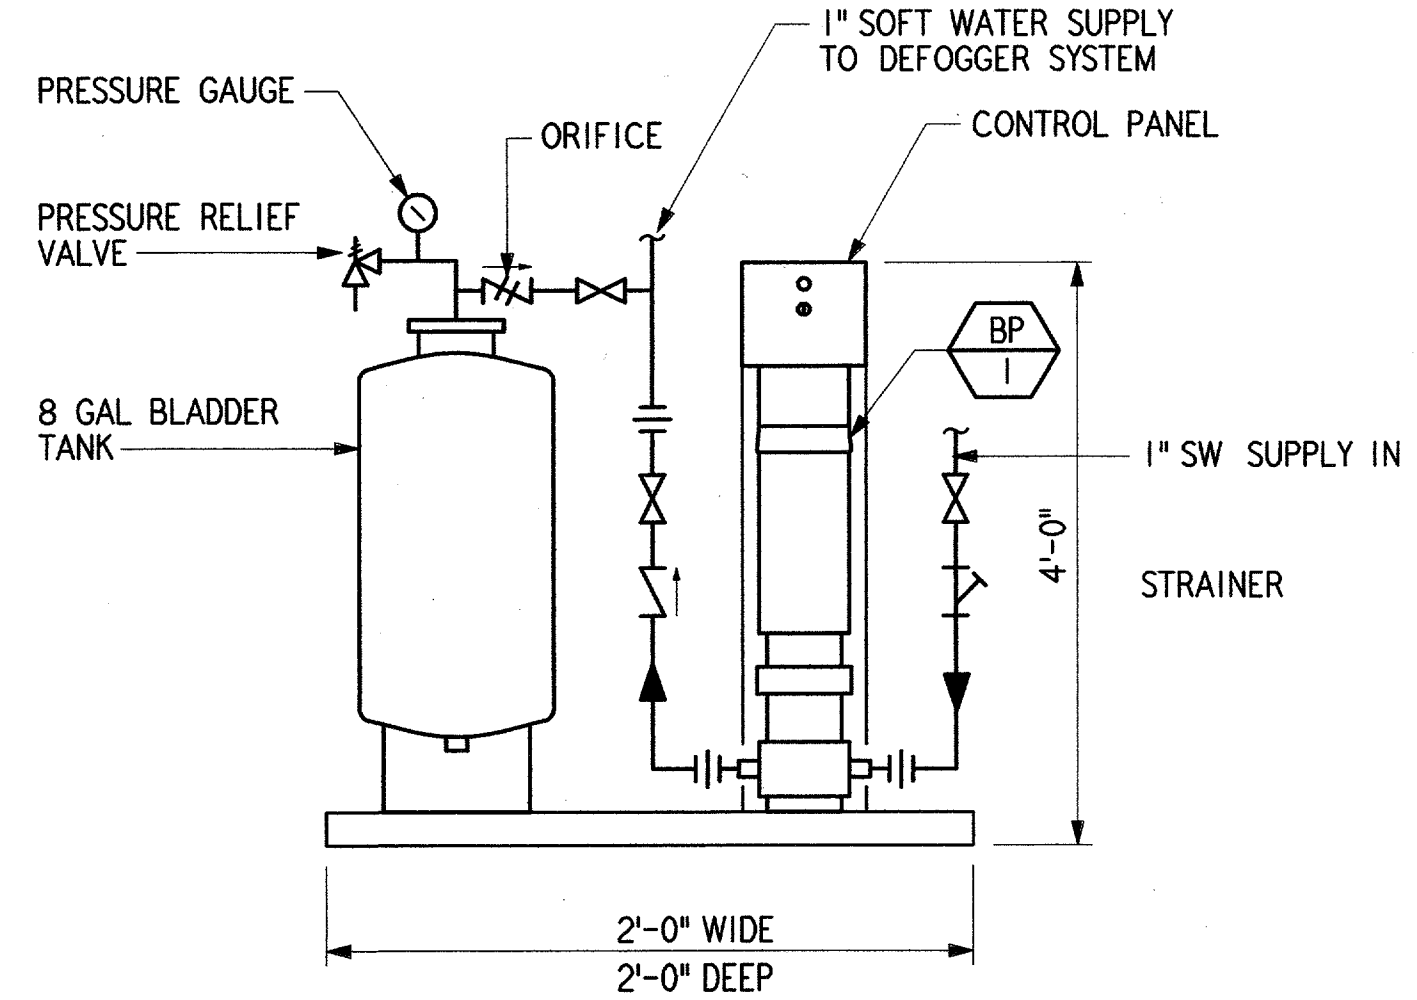 1" SOFT WATER SUPPLY
TO DEFOGGER SYSTEM
PRESSURE GAUGE
ORIFICE
CONTROL PANEL
PRESSURE RELIEF
VALVE
BP
1
8 GAL BLADDER
TANK
1" SW SUPPLY IN
4'-0"
STRAINER
2'-0" WIDE
2'-0" DEEP